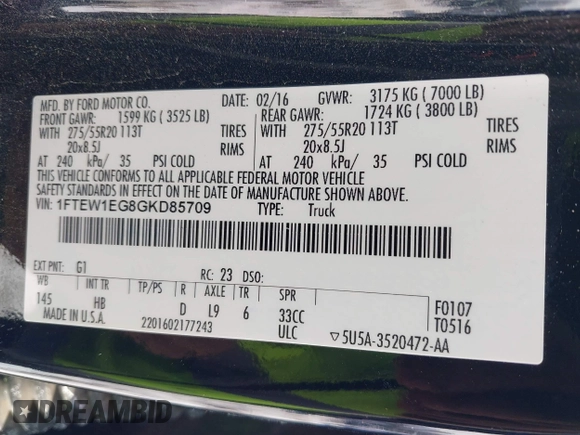 MFD. BY FORD MOTOR CO. DATE: 02/16 GVWR: 3175 KG ( 7000 LB)
FRONT GAWR: 1599 KG ( 3525 LB) REAR GAWR: 1724 KG ( 3800 LB)
WITH 275/55R20 113T TIRES WITH 275/55R20 113T TIRES
20x8.5J RIMS 20x8.5J RIMS
AT 240 kPa/ 35 PSI COLD AT 240 kPa/ 35 PSI COLD
THIS VEHICLE CONFORMS TO ALL APPLICABLE FEDERAL MOTOR VEHICLE
SAFETY STANDARDS IN EFFECT ON THE DATE OF MANUFACTURE SHOWN ABOVE.
VIN: 1FTEW1EG8GKD85709 TYPE: Truck
EXT PNT: G1 RC: 23 DSO:
WB INT TR TP/PS R AXLE TR SPR
145 HB D L9 6 33CC F0107
MADE IN U.S.A. 2201602177243 ULC T0516
▽5U5A-3520472-AA
DREAMBID